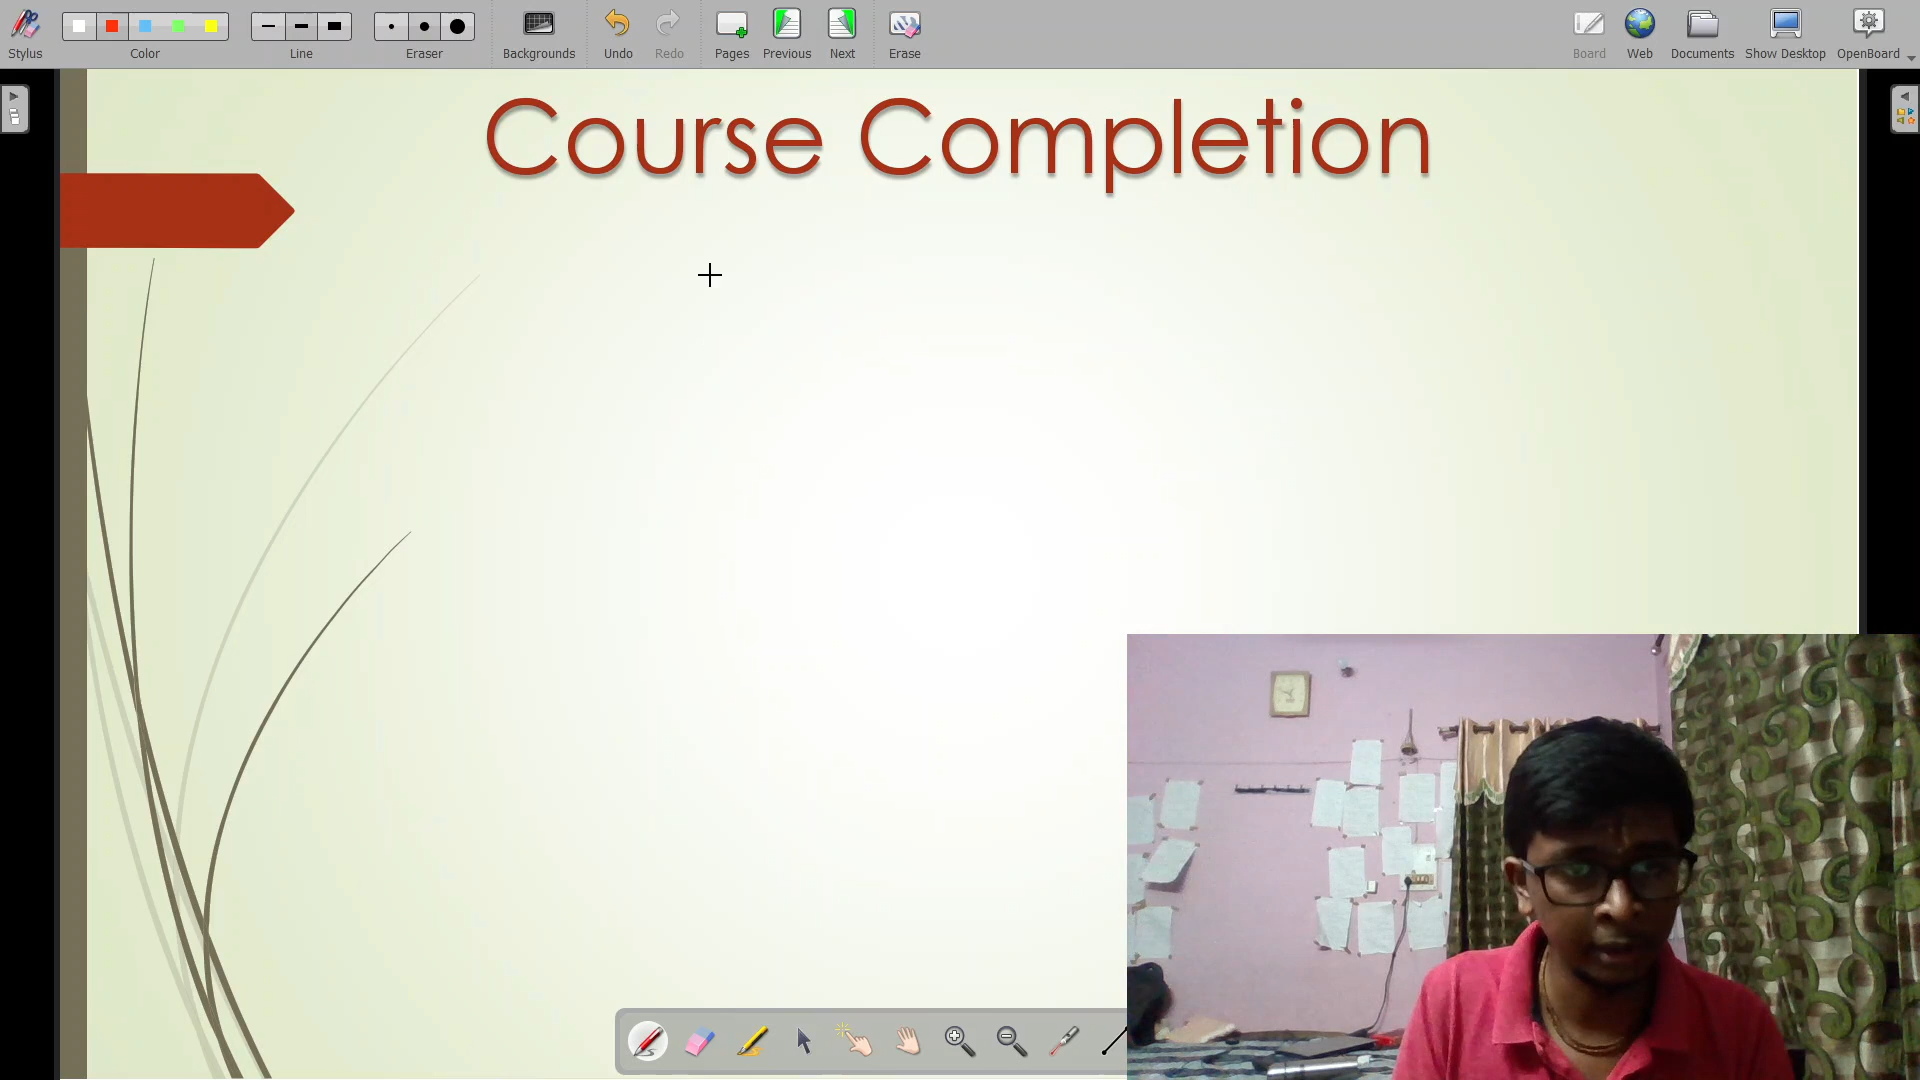 Stylus
Color
Line
Eraser
Backgrounds
Undo
Redo
Pages
Previous
Next
Erase
Board
Web
Documents
Show Desktop
OpenBoard
Course Completion